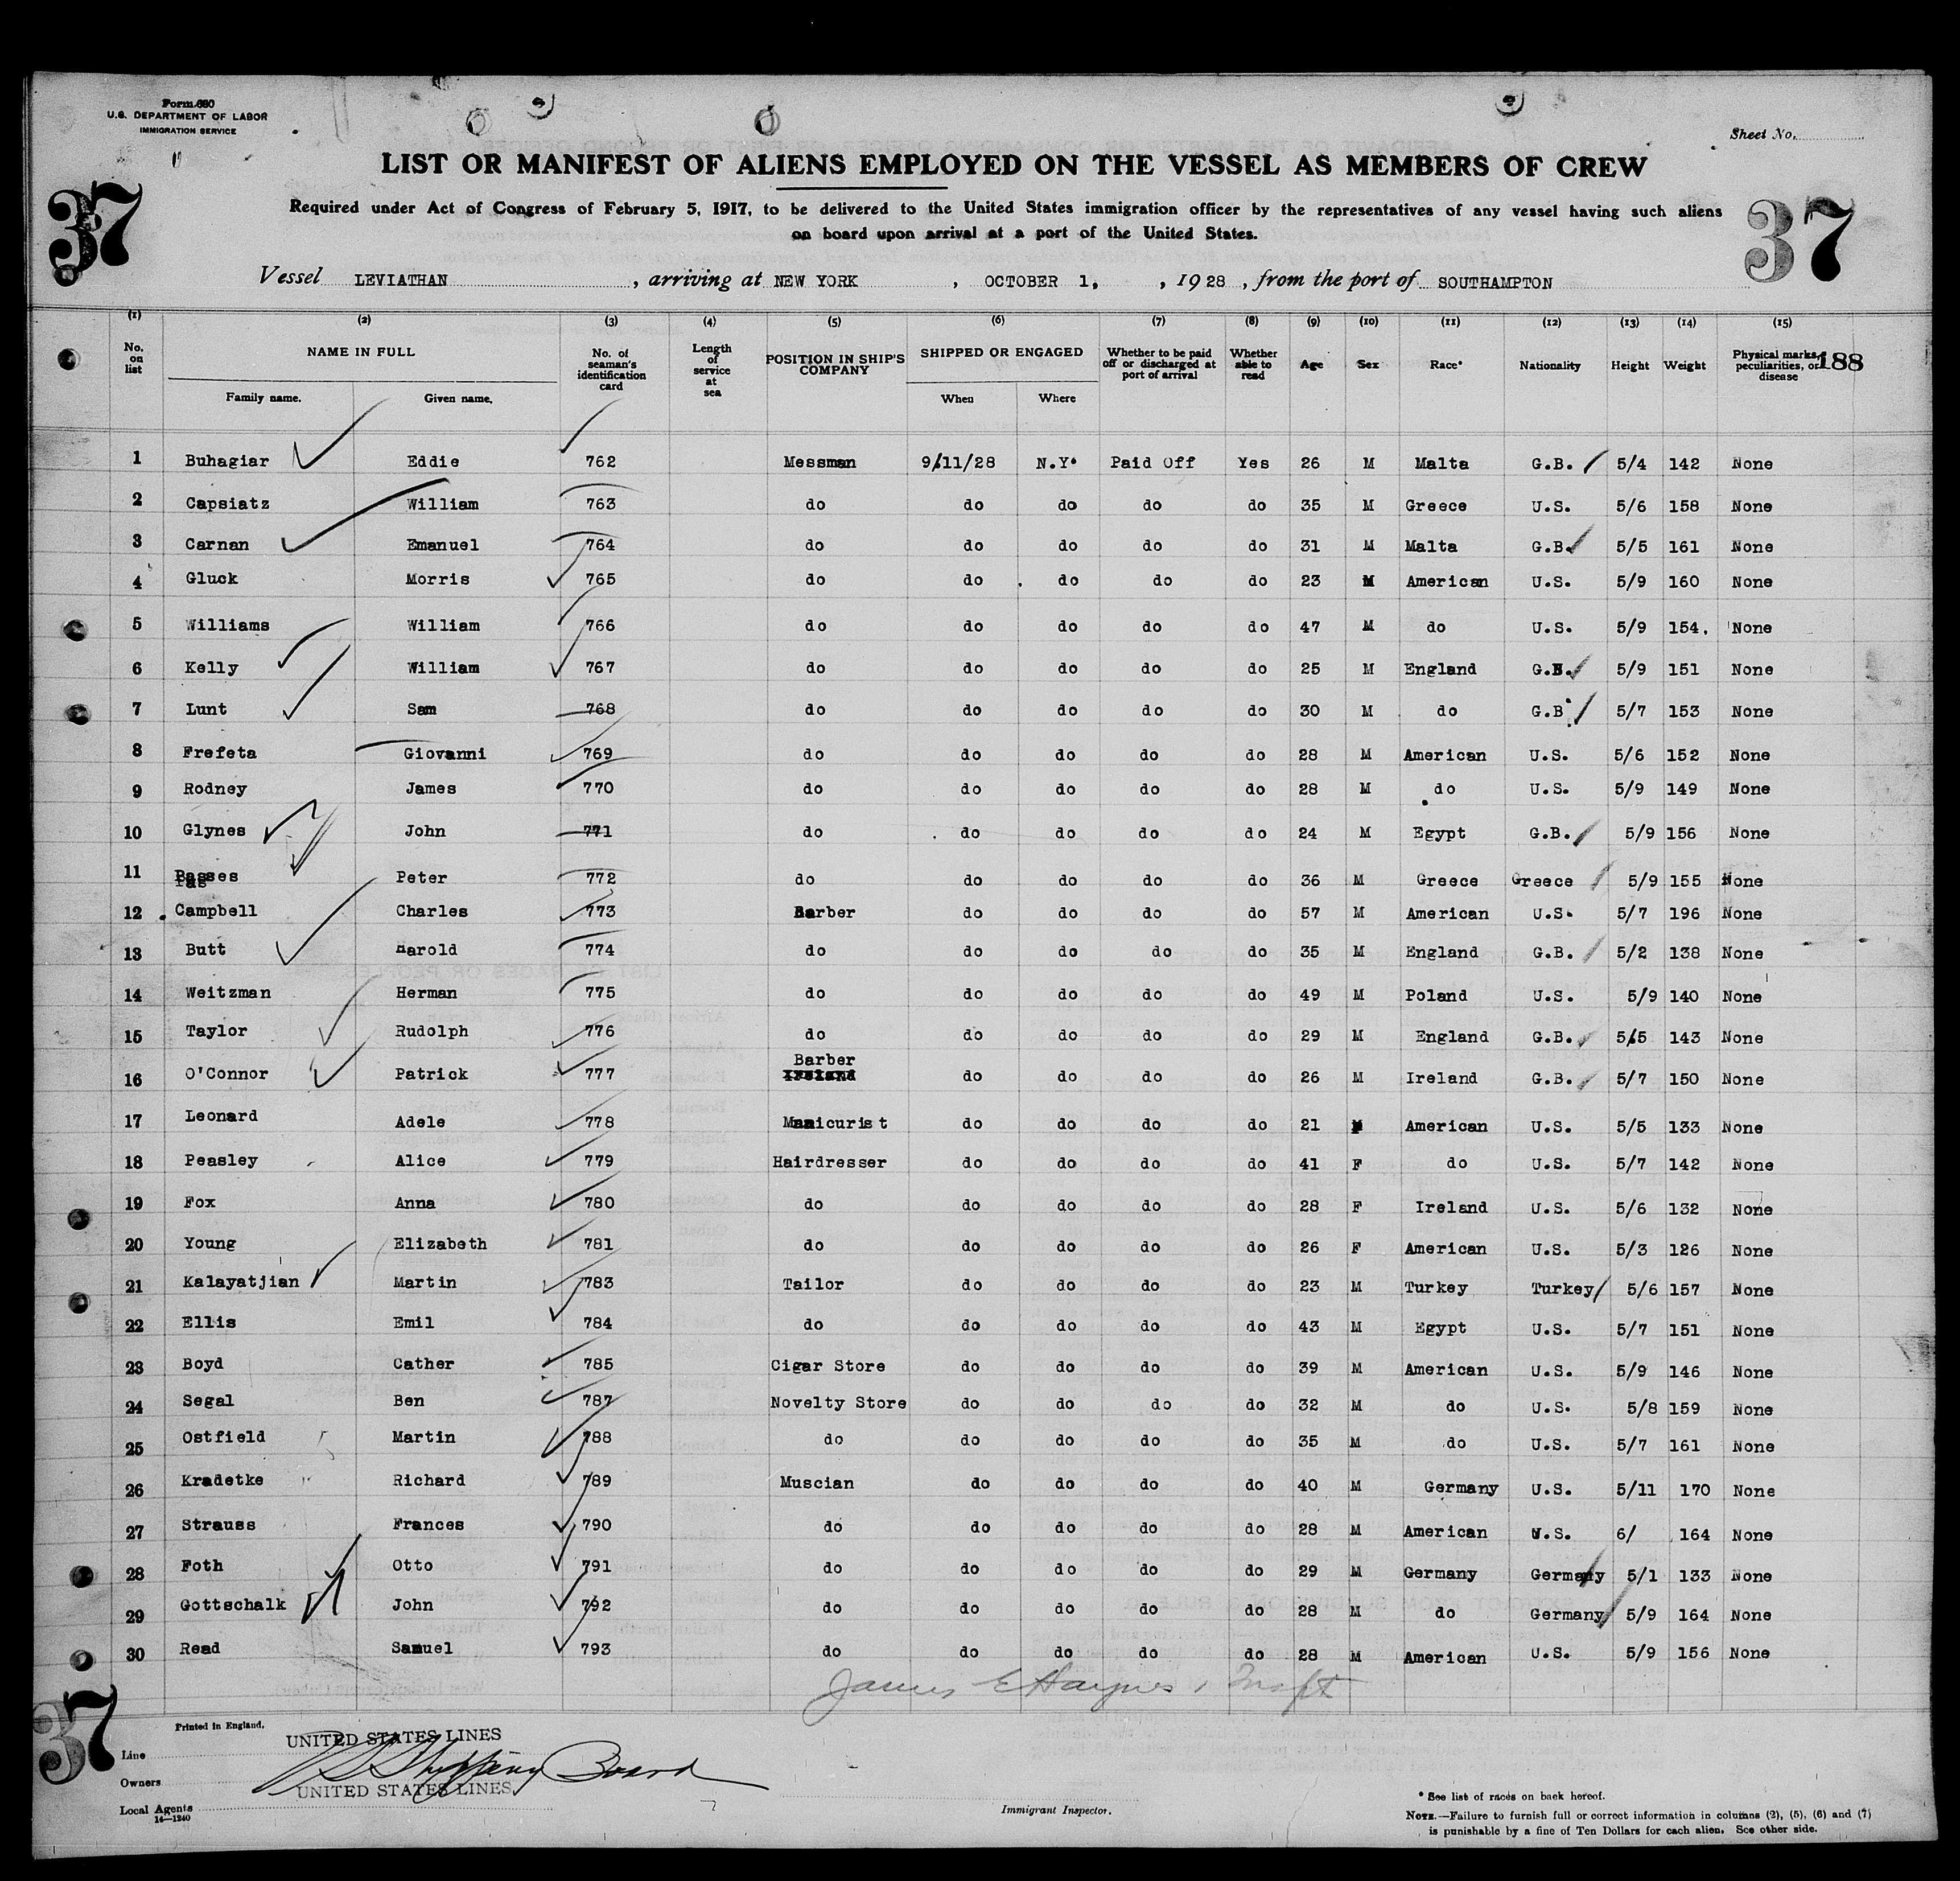 Form 680
U.S. DEPARTMENT OF LABOR
IMMIGRATION SERVICE
Sheet No.
LIST OR MANIFEST OF ALIENS EMPLOYED ON THE VESSEL AS MEMBERS OF CREW
37 37
Required under Act of Congress of February 5, 1917, to be delivered to the United States immigration officer by the representatives of any vessel having such aliens
on board upon arrival at a port of the United States.
Vessel LEVIATHAN, arriving at NEW YORK, OCTOBER 1, , 1928, from the port of SOUTHAMPTON
(1) (2) (3) (4) (5) (6) (7) (8) (9) (10) (11) (12) (13) (14) (15)
No. on list NAME IN FULL Family name. Given name. No. of seaman's identification card Length of service at sea POSITION IN SHIP'S COMPANY SHIPPED OR ENGAGED When Where Whether to be paid off or discharged at port of arrival Whether able to read Age Sex Race* Nationality Height Weight Physical marks, peculiarities, or disease 188
1 Buhagiar Eddie 762 Messman 9/11/28 N.Y. Paid Off Yes 26 M Malta G.B. 5/4 142 None
2 Capsiatz William 763 do do do do do 35 M Greece U.S. 5/6 158 None
3 Carnan Emanuel 764 do do do do do 31 M Malta G.B. 5/5 161 None
4 Gluck Morris 765 do do do do do 23 M American U.S. 5/9 160 None
5 Williams William 766 do do do do do 47 M do U.S. 5/9 154. None
6 Kelly William 767 do do do do do 25 M England G.B. 5/9 151 None
7 Lunt Sam 768 do do do do do 30 M do G.B. 5/7 153 None
8 Frefeta Giovanni 769 do do do do do 28 M American U.S. 5/6 152 None
9 Rodney James 770 do do do do do 28 M do U.S. 5/9 149 None
10 Glynes John 771 do do do do do 24 M Egypt G.B. 5/9 156 None
11 Passes Peter 772 do do do do do 36 M Greece Greece 5/9 155 None
12 Campbell Charles 773 Barber do do do do 57 M American U.S. 5/7 196 None
13 Butt Harold 774 do do do do do 35 M England G.B. 5/2 138 None
14 Weitzman Herman 775 do do do do do 49 M Poland U.S. 5/9 140 None
15 Taylor Rudolph 776 do do do do do 29 M England G.B. 5/5 143 None
16 O'Connor Patrick 777 Barber Ireland do do do do 26 M Ireland G.B. 5/7 150 None
17 Leonard Adele 778 Manicurist do do do do 21 F American U.S. 5/5 133 None
18 Peasley Alice 779 Hairdresser do do do do 41 F do U.S. 5/7 142 None
19 Fox Anna 780 do do do do do 28 F Ireland U.S. 5/6 132 None
20 Young Elizabeth 781 do do do do do 26 F American U.S. 5/3 126 None
21 Kalayatjian Martin 783 Tailor do do do do 23 M Turkey Turkey 5/6 157 None
22 Ellis Emil 784 do do do do do 43 M Egypt U.S. 5/7 151 None
23 Boyd Cather 785 Cigar Store do do do do 39 M American U.S. 5/9 146 None
24 Segal Ben 787 Novelty Store do do do do 32 M do U.S. 5/8 159 None
25 Ostfield Martin 788 do do do do do 35 M do U.S. 5/7 161 None
26 Kradetke Richard 789 Muscian do do do do 40 M Germany U.S. 5/11 170 None
27 Strauss Frances 790 do do do do do 28 M American U.S. 6/ 164 None
28 Foth Otto 791 do do do do do 29 M Germany Germany 5/1 133 None
29 Gottschalk John 792 do do do do do 28 M do Germany 5/9 164 None
30 Read Samuel 793 do do do do do 28 M American U.S. 5/9 156 None
James E Haynes,
37
Printed in England.
Line UNITED STATES LINES
Owners U S Shipping Board
Local Agents UNITED STATES LINES
14—1240
Immigrant Inspector.
* See list of races on back hereof.
NOTE.—Failure to furnish full or correct information in columns (2), (5), (6) and (7)
is punishable by a fine of Ten Dollars for each alien. See other side.